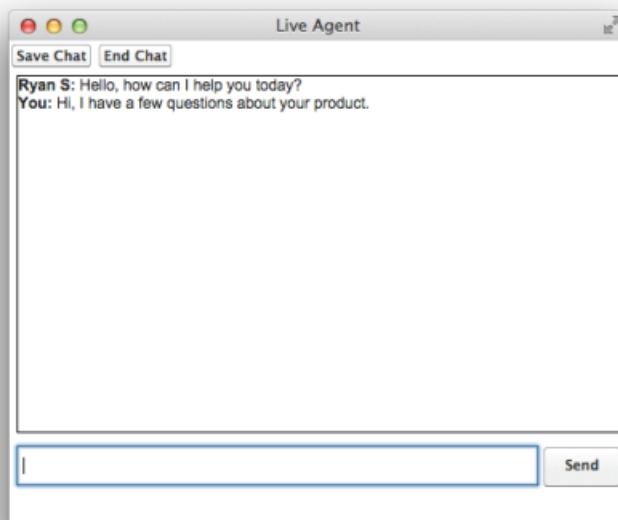 Live Agent
Save Chat End Chat
Ryan S: Hello, how can I help you today?
You: Hi, I have a few questions about your product.
Send